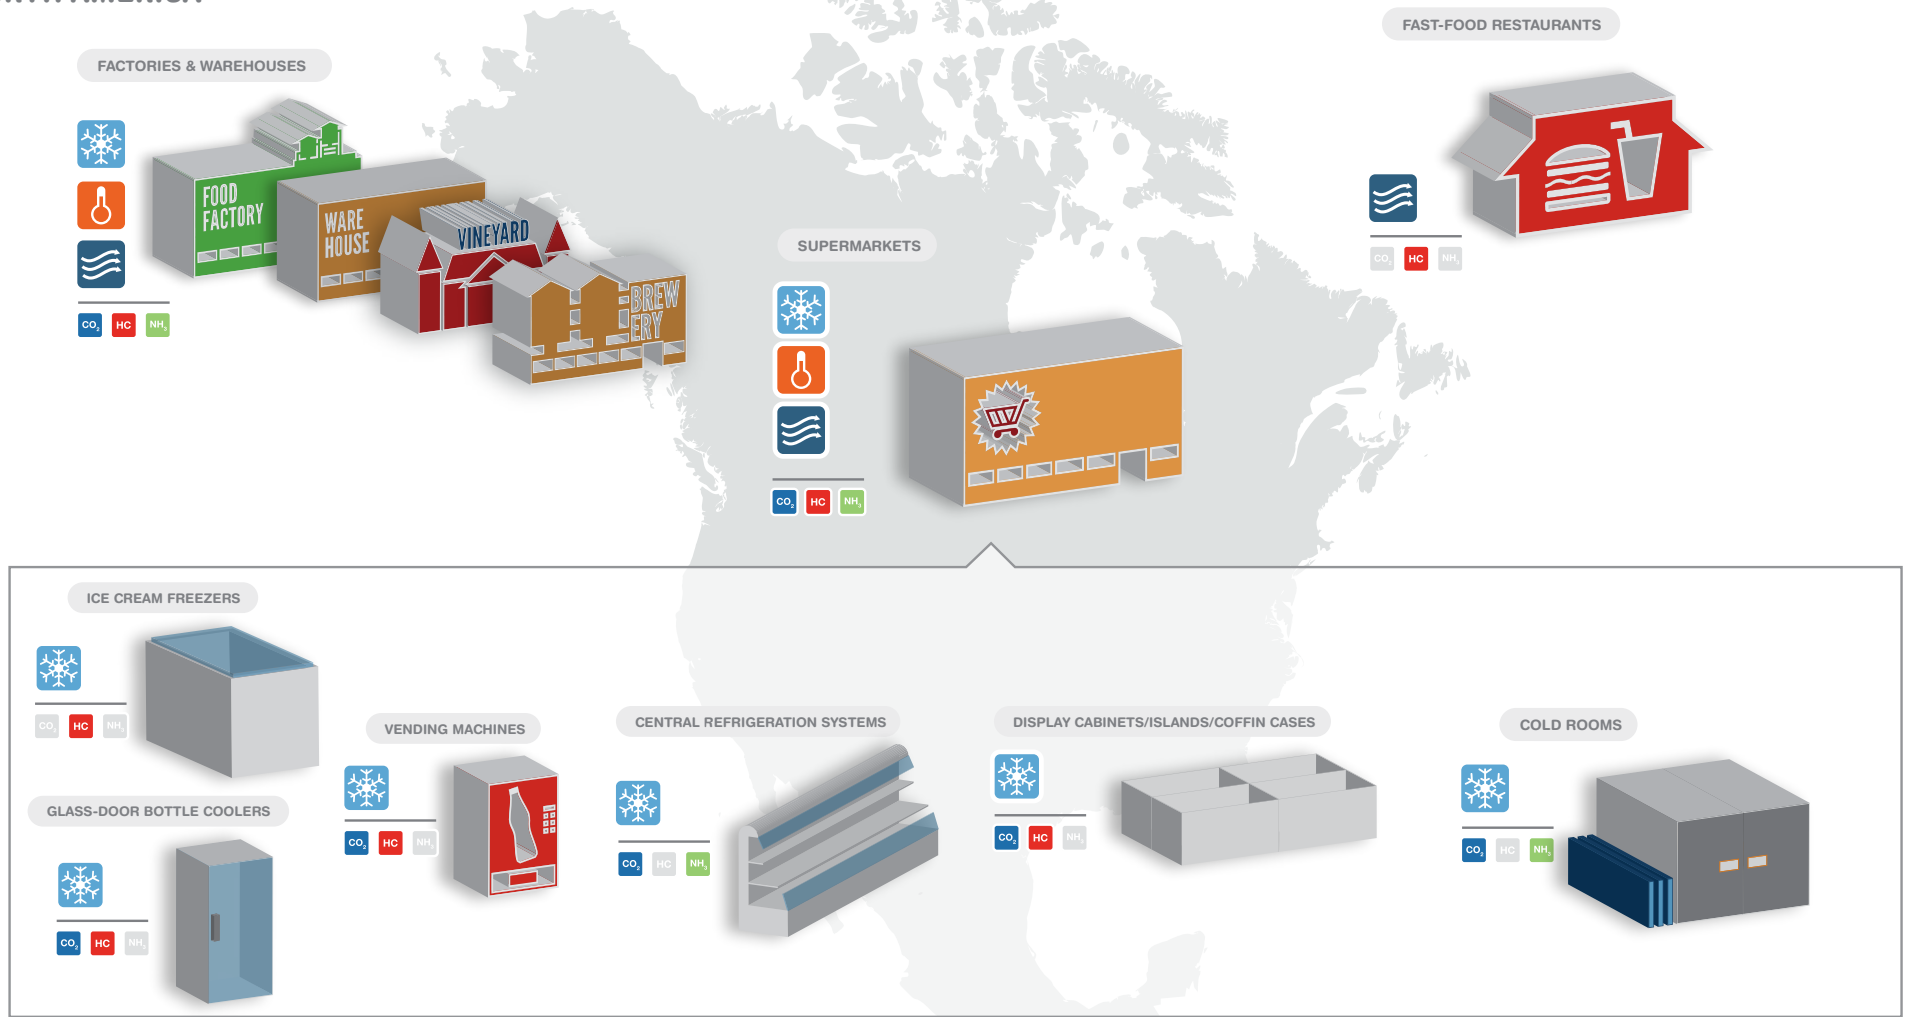 FACTORIES & WAREHOUSES
FOOD
FACTORY
WARE
HOUSE
VINEYARD
BREW
ERY
CO₂ HC NH₃
SUPERMARKETS
CO₂ HC NH₃
FAST-FOOD RESTAURANTS
CO₂ HC NH₃
ICE CREAM FREEZERS
CO₂ HC NH₃
GLASS-DOOR BOTTLE COOLERS
CO₂ HC NH₃
VENDING MACHINES
CO₂ HC NH₃
CENTRAL REFRIGERATION SYSTEMS
CO₂ HC NH₃
DISPLAY CABINETS/ISLANDS/COFFIN CASES
CO₂ HC NH₃
COLD ROOMS
CO₂ HC NH₃